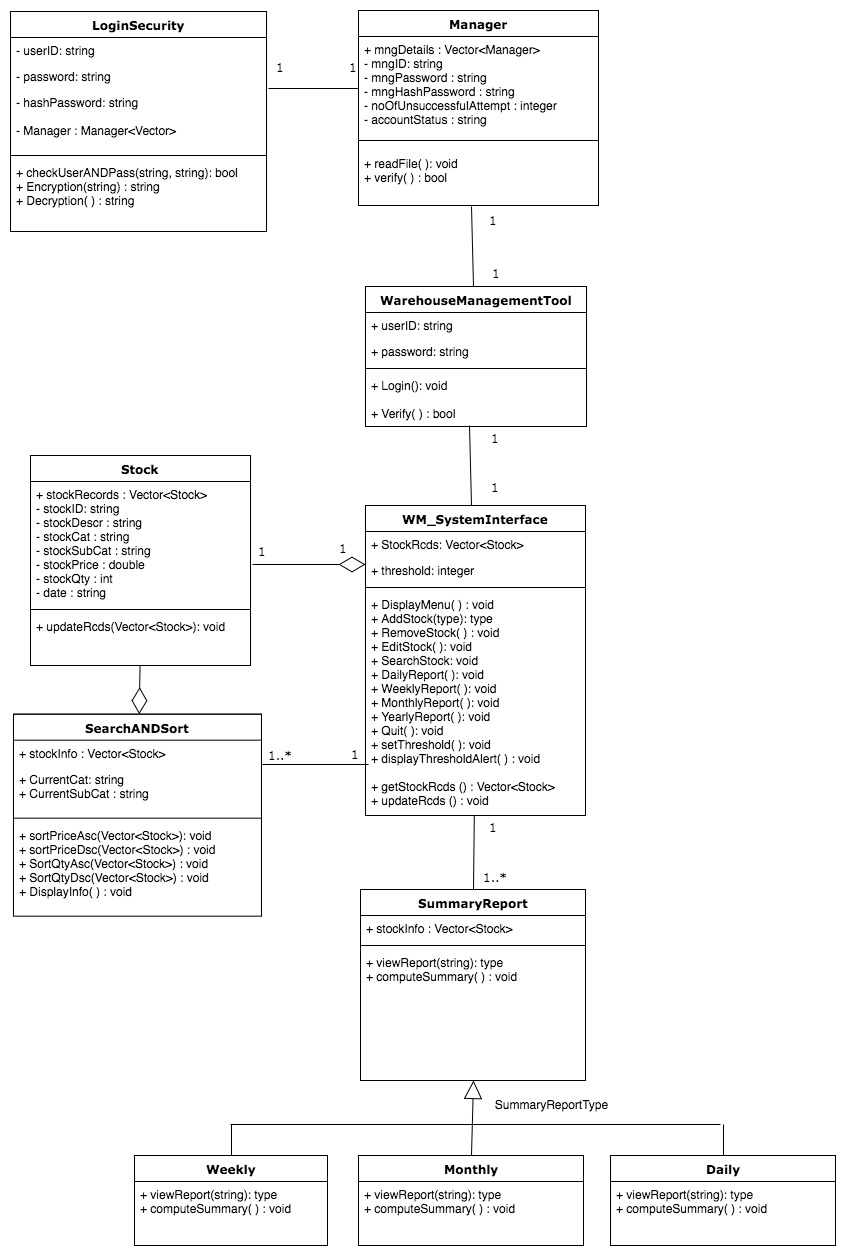 LoginSecurity
- userID: string
- password: string
- hashPassword: string
- Manager : Manager<Vector>
+ checkUserANDPass(string, string): bool
+ Encryption(string) : string
+ Decryption( ) : string
1
1
Manager
+ mngDetails : Vector<Manager>
- mngID: string
- mngPassword : string
- mngHashPassword : string
- noOfUnsuccessfulAttempt : integer
- accountStatus : string
+ readFile( ): void
+ verify( ) : bool
1
1
WarehouseManagementTool
+ userID: string
+ password: string
+ Login(): void
+ Verify( ) : bool
1
1
Stock
+ stockRecords : Vector<Stock>
- stockID: string
- stockDescr : string
- stockCat : string
- stockSubCat : string
- stockPrice : double
- stockQty : int
- date : string
+ updateRcds(Vector<Stock>): void
1
1
WM_SystemInterface
+ StockRcds: Vector<Stock>
+ threshold: integer
+ DisplayMenu( ) : void
+ AddStock(type): type
+ RemoveStock( ) : void
+ EditStock( ): void
+ SearchStock: void
+ DailyReport( ): void
+ WeeklyReport( ): void
+ MonthlyReport( ): void
+ YearlyReport( ): void
+ Quit( ): void
+ setThreshold( ): void
+ displayThresholdAlert( ) : void
+ getStockRcds () : Vector<Stock>
+ updateRcds () : void
SearchANDSort
+ stockInfo : Vector<Stock>
+ CurrentCat: string
+ CurrentSubCat : string
+ sortPriceAsc(Vector<Stock>): void
+ sortPriceDsc(Vector<Stock>) : void
+ SortQtyAsc(Vector<Stock>) : void
+ SortQtyDsc(Vector<Stock>) : void
+ DisplayInfo( ) : void
1..*
1
1
1..*
SummaryReport
+ stockInfo : Vector<Stock>
+ viewReport(string): type
+ computeSummary( ) : void
SummaryReportType
Weekly
+ viewReport(string): type
+ computeSummary( ) : void
Monthly
+ viewReport(string): type
+ computeSummary( ) : void
Daily
+ viewReport(string): type
+ computeSummary( ) : void